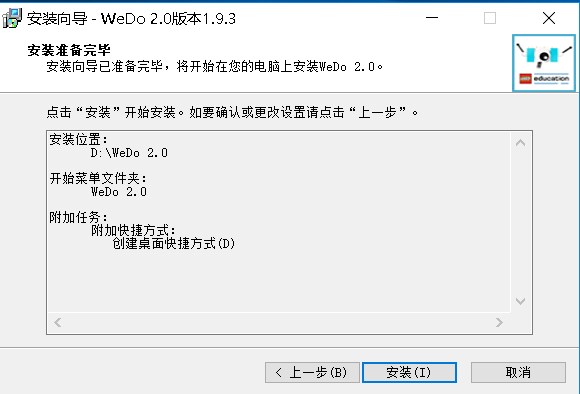 安装向导 - WeDo 2.0版本1.9.3
安装准备完毕
安装向导已准备完毕，将开始在您的电脑上安装WeDo 2.0。
LEGO education
点击“安装”开始安装。如要确认或更改设置请点击“上一步”。
安装位置：
D:\WeDo 2.0
开始菜单文件夹：
WeDo 2.0
附加任务：
附加快捷方式：
创建桌面快捷方式(D)
< 上一步(B)
安装(I)
取消